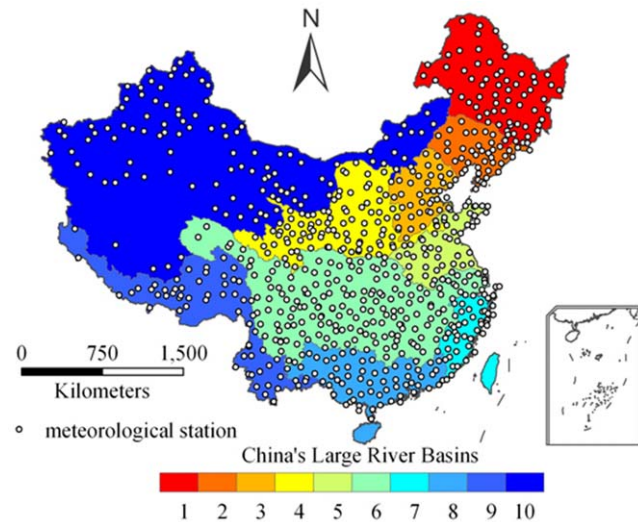 N
0 750 1,500
Kilometers
meteorological station
China's Large River Basins
1 2 3 4 5 6 7 8 9 10